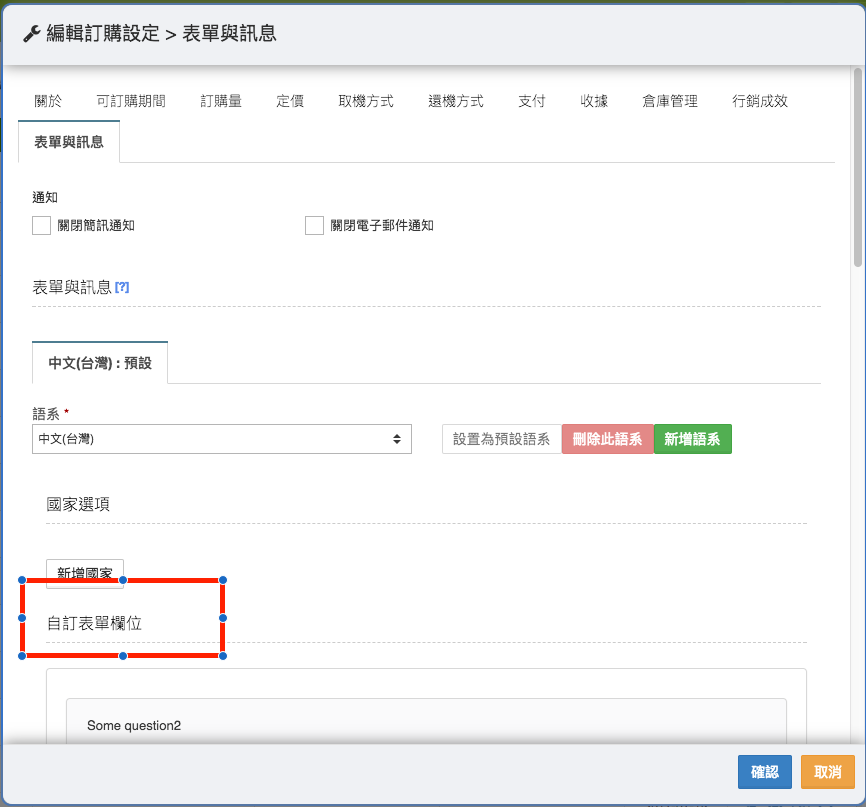 編輯訂購設定 > 表單與訊息
關於 可訂購期間 訂購量 定價 取機方式 還機方式 支付 收據 倉庫管理 行銷成效
表單與訊息
通知
關閉簡訊通知 關閉電子郵件通知
表單與訊息 [?]
中文(台灣) : 預設
語系 *
中文(台灣) 設置為預設語系 刪除此語系 新增語系
國家選項
新增國家
自訂表單欄位
Some question2
確認 取消